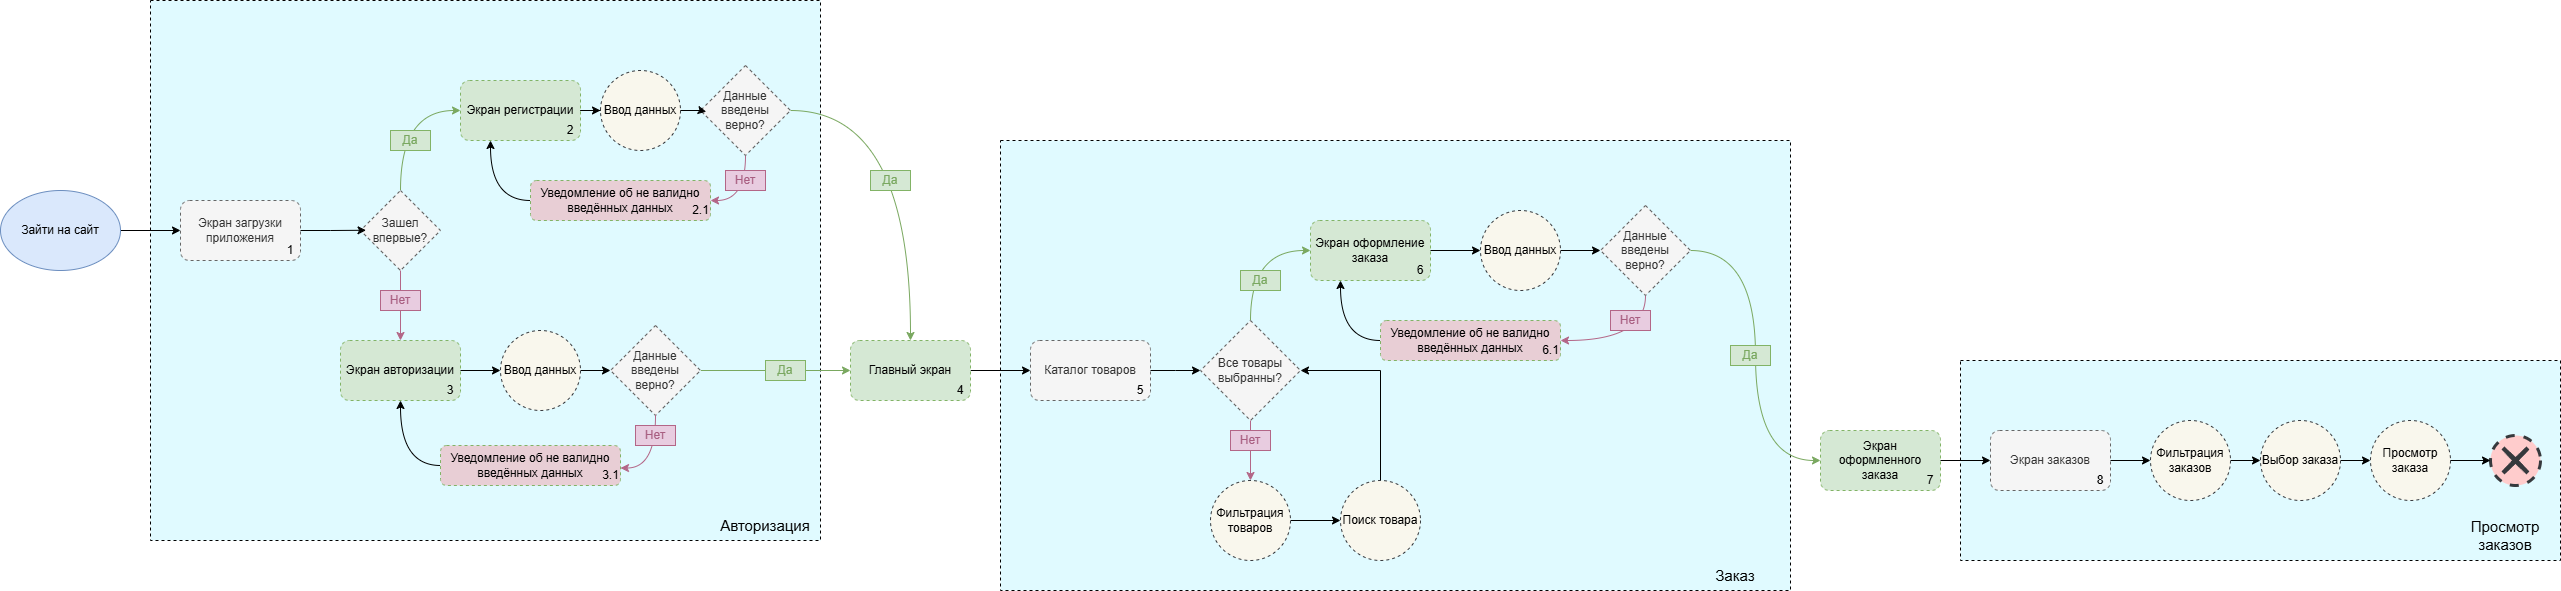 Зайти на сайт
Экран загрузки
приложения
1
Зашел
впервые?
Да
Экран регистрации
2
Ввод данных
Данные
введены
верно?
Нет
Уведомление об не валидно
введённых данных
2.1
Да
Нет
Экран авторизации
3
Ввод данных
Данные
введены
верно?
Нет
Уведомление об не валидно
введённых данных
3.1
Да
Авторизация
Главный экран
4
Каталог товаров
5
Все товары
выбранны?
Да
Экран оформление
заказа
6
Ввод данных
Данные
введены
верно?
Нет
Уведомление об не валидно
введённых данных
6.1
Да
Нет
Фильтрация
товаров
Поиск товара
Заказ
Экран
оформленного
заказа
7
Экран заказов
8
Фильтрация
заказов
Выбор заказа
Просмотр
заказа
Просмотр
заказов